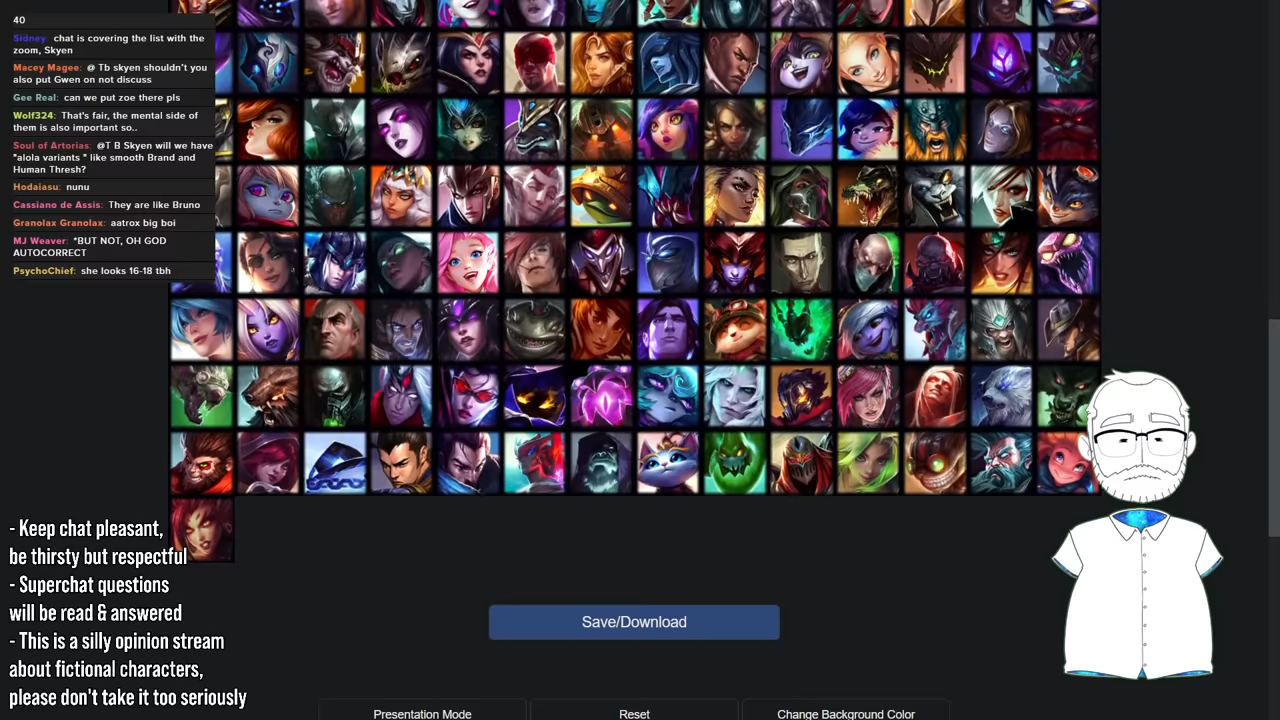 40
Sidney: chat is covering the list with the
zoom, Skyen
Macey Magee: @ Tb skyen shouldn't you
also put Gwen on not discuss
Gee Real: can we put zoe there pls
Wolf324: That's fair, the mental side of
them is also important so..
Soul of Artorias: @T B Skyen will we have
"alola variants " like smooth Brand and
Human Thresh?
Hodaiasu: nunu
Cassiano de Assis: They are like Bruno
Granolax Granolax: aatrox big boi
MJ Weaver: *BUT NOT, OH GOD
AUTOCORRECT
PsychoChief: she looks 16-18 tbh
- Keep chat pleasant,
be thirsty but respectful
- Superchat questions
will be read & answered
- This is a silly opinion stream
about fictional characters,
please don't take it too seriously
Save/Download
Presentation Mode
Reset
Change Background Color